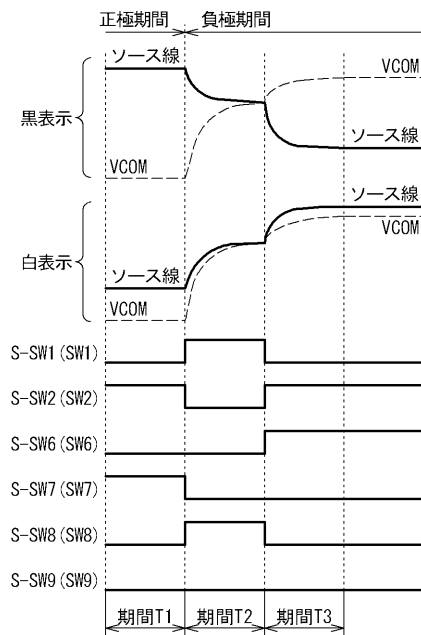 正極期間 負極期間
ソース線
VCOM
黒表示
ソース線
VCOM
ソース線
VCOM
白表示
ソース線
VCOM
S-SW1(SW1)
S-SW2(SW2)
S-SW6(SW6)
S-SW7(SW7)
S-SW8(SW8)
S-SW9(SW9)
期間T1 期間T2 期間T3